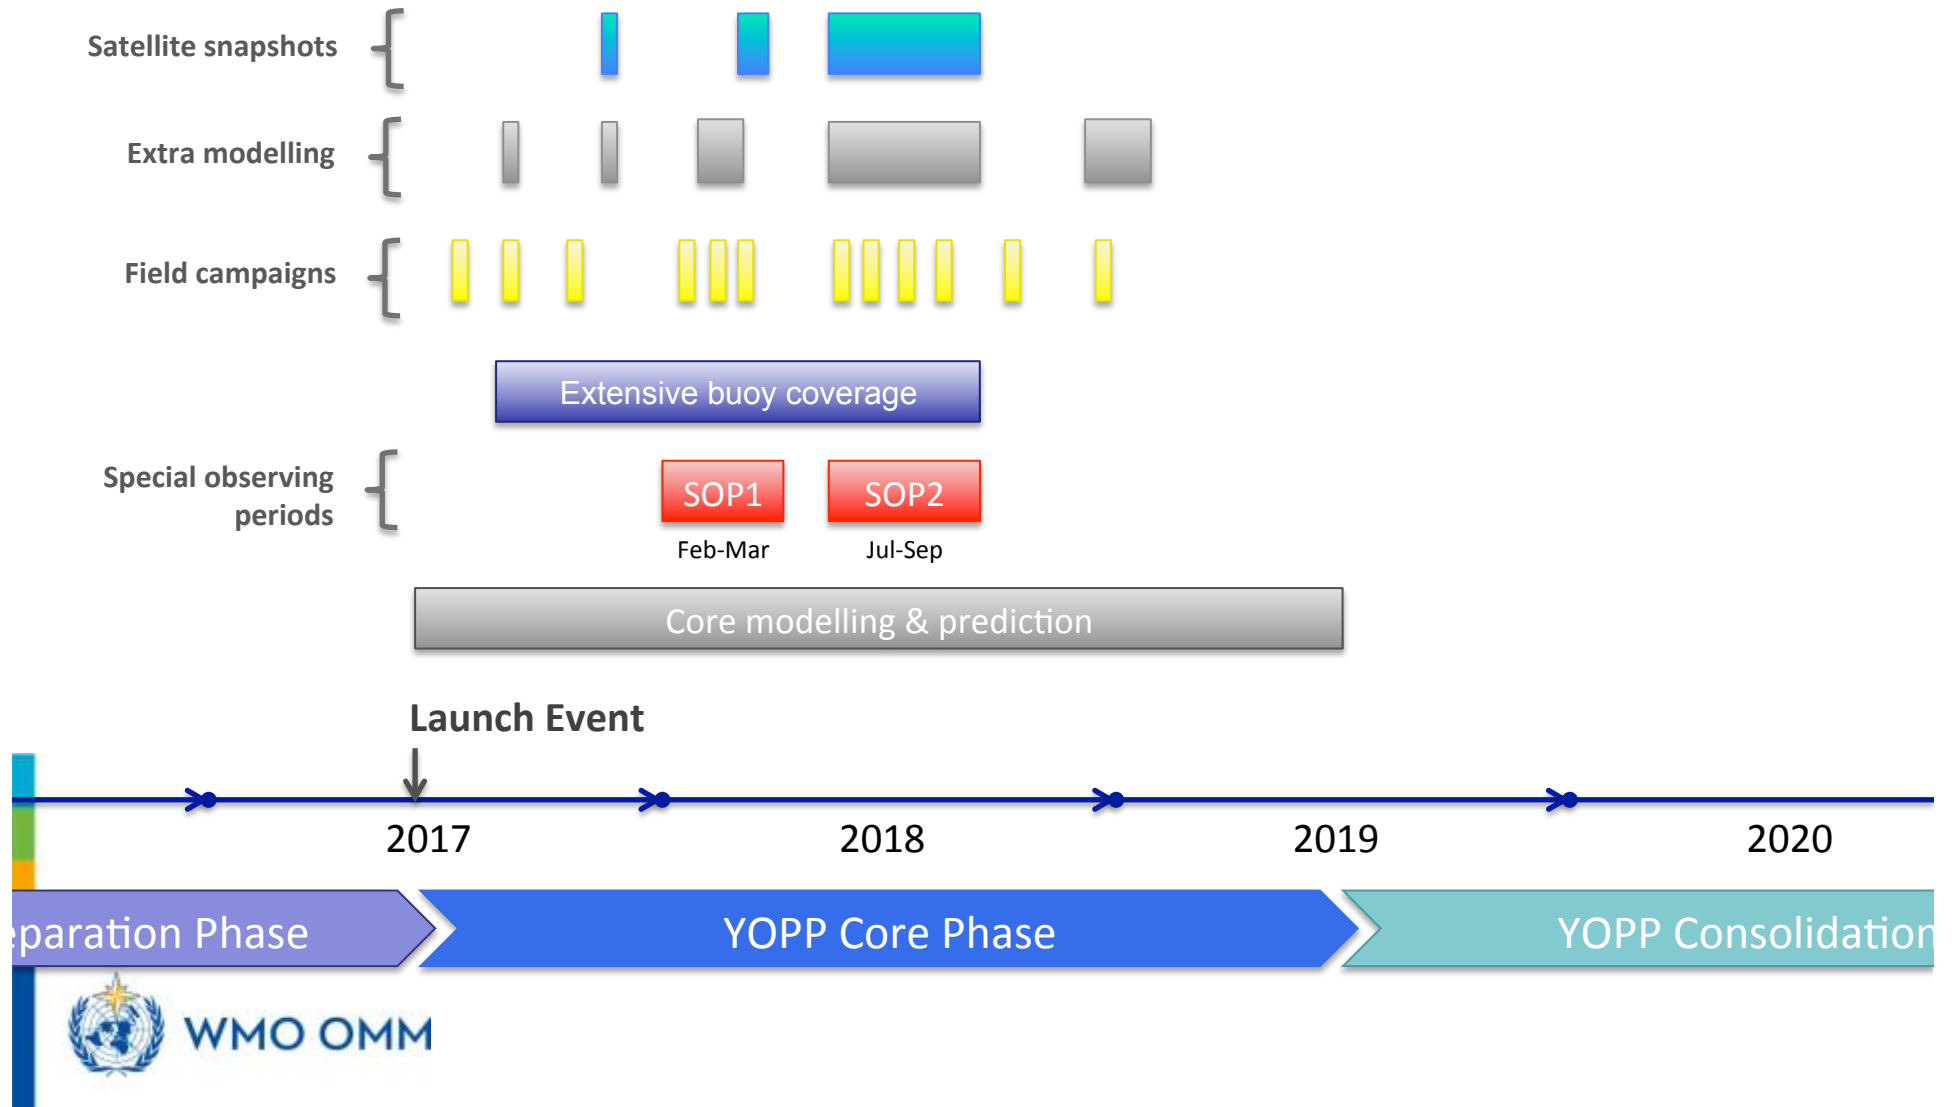 Satellite snapshots
Extra modelling
Field campaigns
Extensive buoy coverage
Special observing
periods
SOP1
SOP2
Feb-Mar
Jul-Sep
Core modelling & prediction
Launch Event
2017
2018
2019
2020
eparation Phase
YOPP Core Phase
YOPP Consolidation
WMO OMM